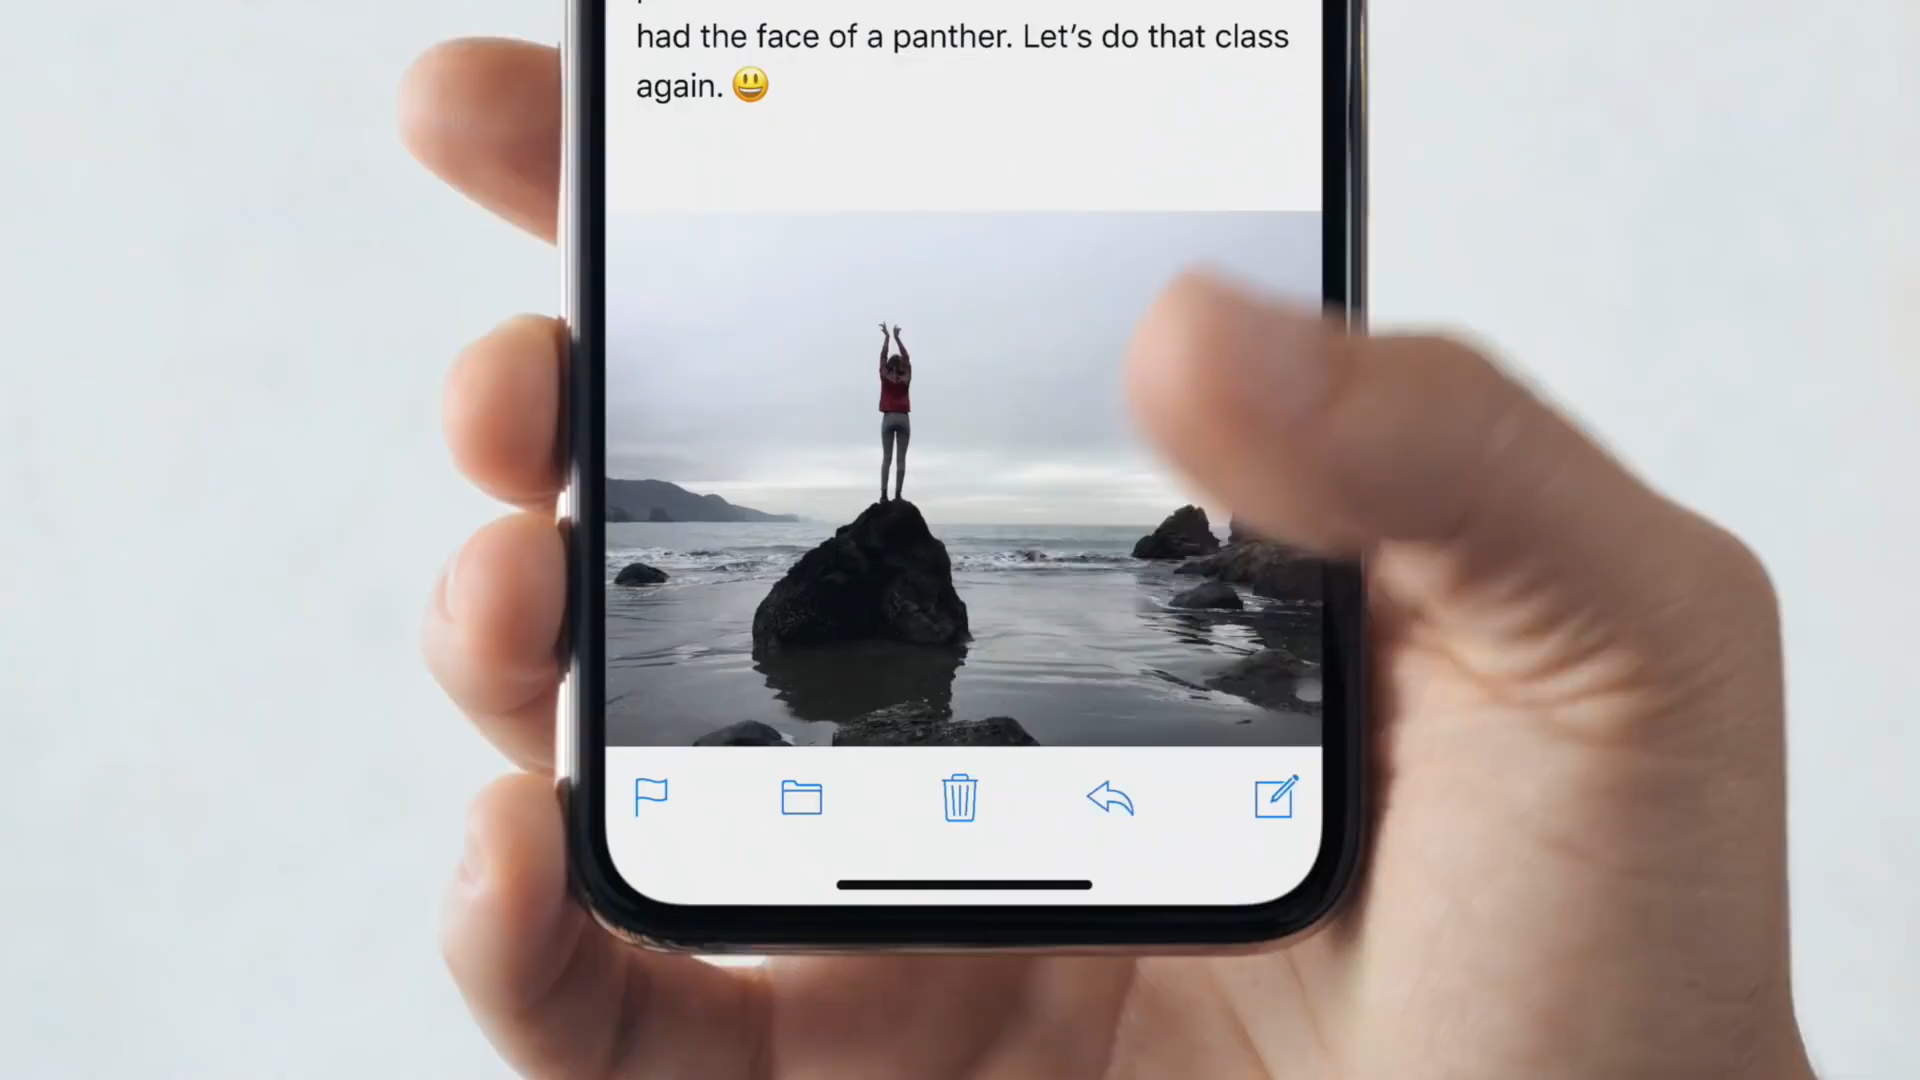 had the face of a panther. Let’s do that class
again. 😃